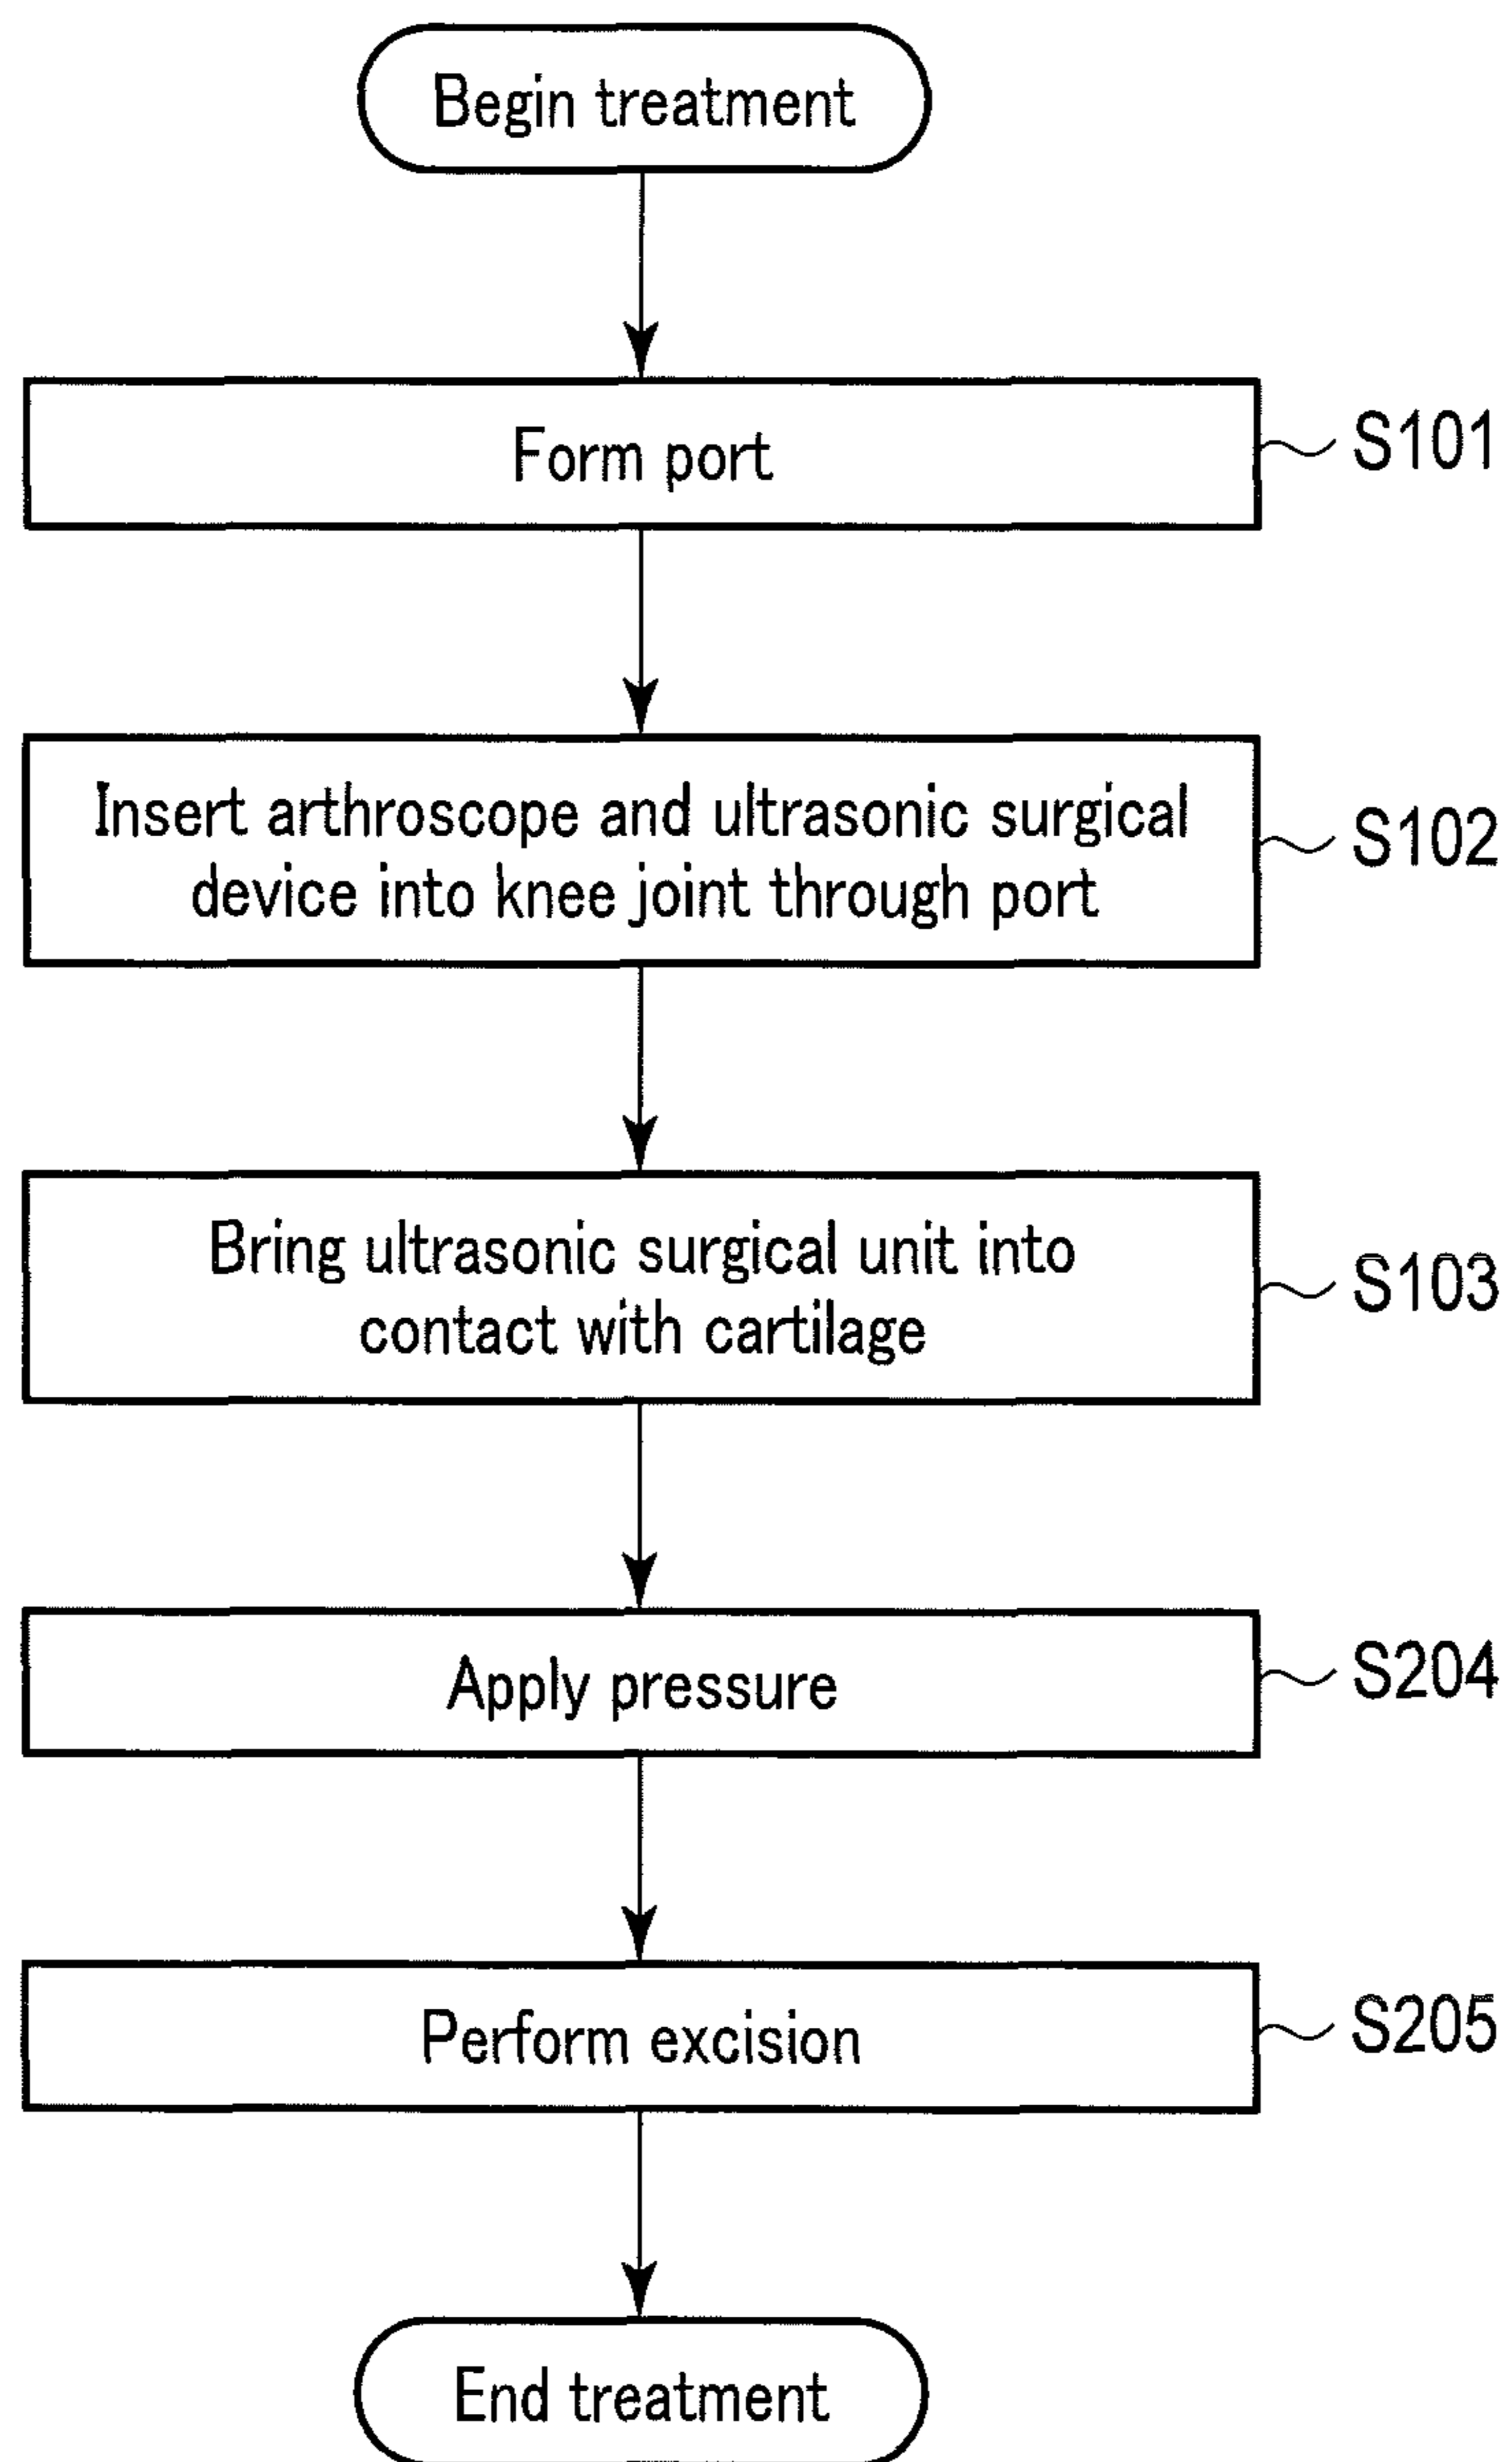 Begin treatment
Form port
S101
Insert arthroscope and ultrasonic surgical
device into knee joint through port
S102
Bring ultrasonic surgical unit into
contact with cartilage
S103
Apply pressure
S204
Perform excision
S205
End treatment